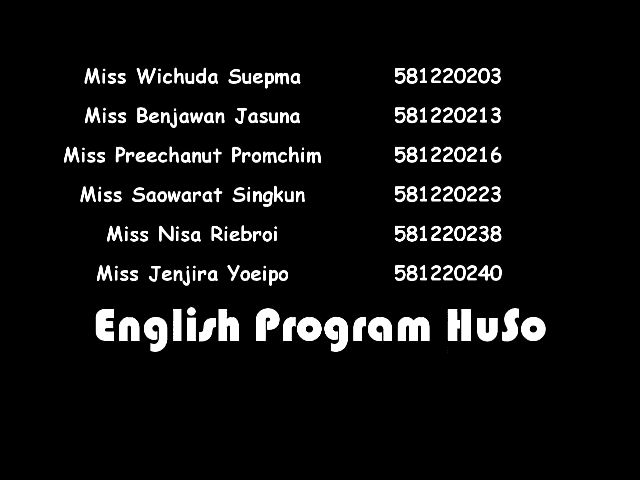 Miss Wichuda Suepma 581220203
Miss Benjawan Jasuna 581220213
Miss Preechanut Promchim 581220216
Miss Saowarat Singkun 581220223
Miss Nisa Riebroi 581220238
Miss Jenjira Yoeipo 581220240
English Program HuSo